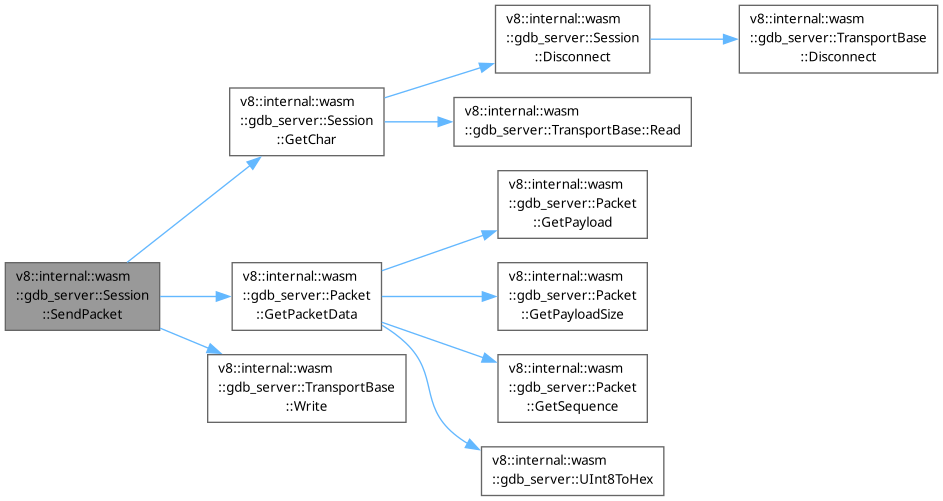 v8::internal::wasm
::gdb_server::Session
::Disconnect
v8::internal::wasm
::gdb_server::TransportBase
::Disconnect
v8::internal::wasm
::gdb_server::Session
::GetChar
v8::internal::wasm
::gdb_server::TransportBase::Read
v8::internal::wasm
::gdb_server::Packet
::GetPayload
v8::internal::wasm
::gdb_server::Session
::SendPacket
v8::internal::wasm
::gdb_server::Packet
::GetPacketData
v8::internal::wasm
::gdb_server::Packet
::GetPayloadSize
v8::internal::wasm
::gdb_server::TransportBase
::Write
v8::internal::wasm
::gdb_server::Packet
::GetSequence
v8::internal::wasm
::gdb_server::UInt8ToHex